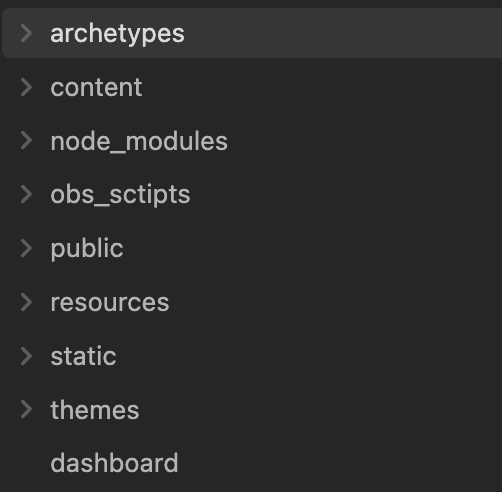 archetypes
content
node_modules
obs_sctipts
public
resources
static
themes
dashboard